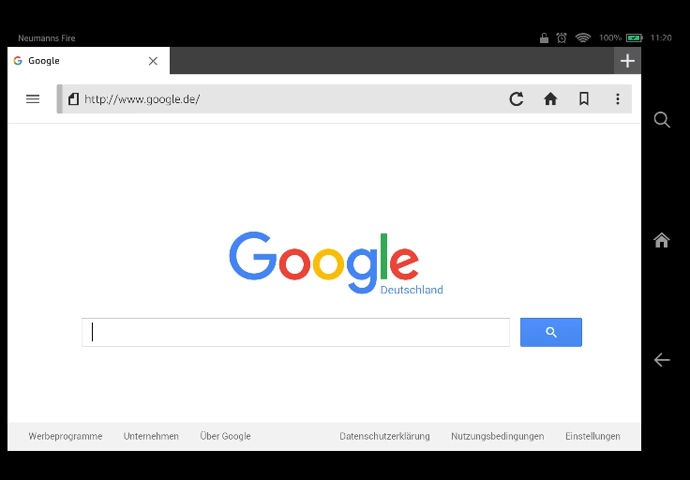 Neumanns Fire 100% 11:20
Google
http://www.google.de/
Google
Deutschland
Werbeprogramme Unternehmen Über Google Datenschutzerklärung Nutzungsbedingungen Einstellungen